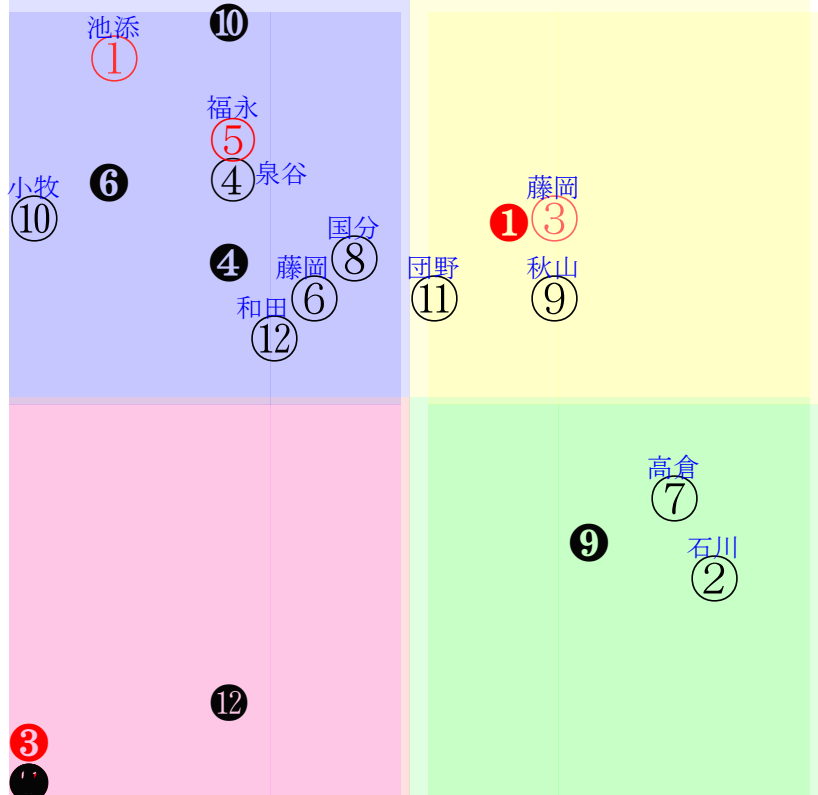 池添
❿
①
福永
⑤
❻
④ 泉谷
小牧
⑩
藤岡
❶
③
国分
⑧
❹
藤岡
⑥
団野
⑪
秋山
⑨
和田
⑫
高倉
⑦
❾
石川
②
⓬
❸